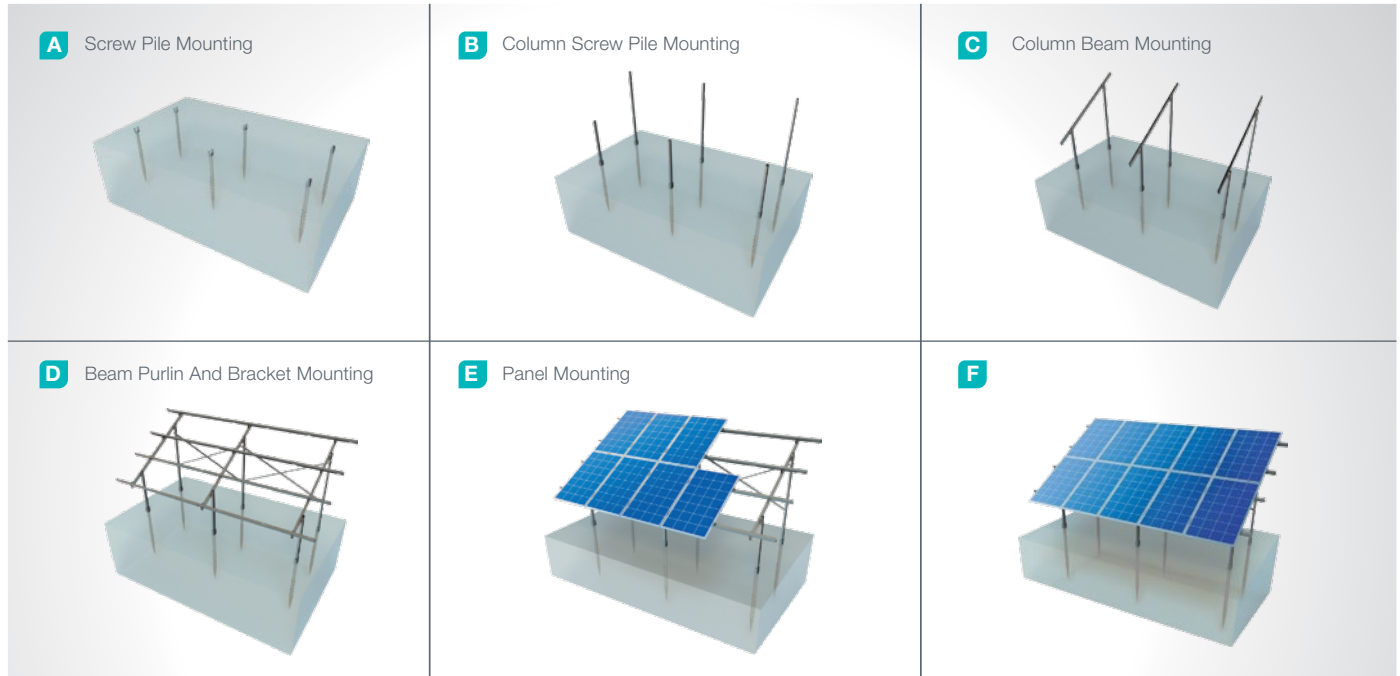 A Screw Pile Mounting
B Column Screw Pile Mounting
C Column Beam Mounting
D Beam Purlin And Bracket Mounting
E Panel Mounting
F